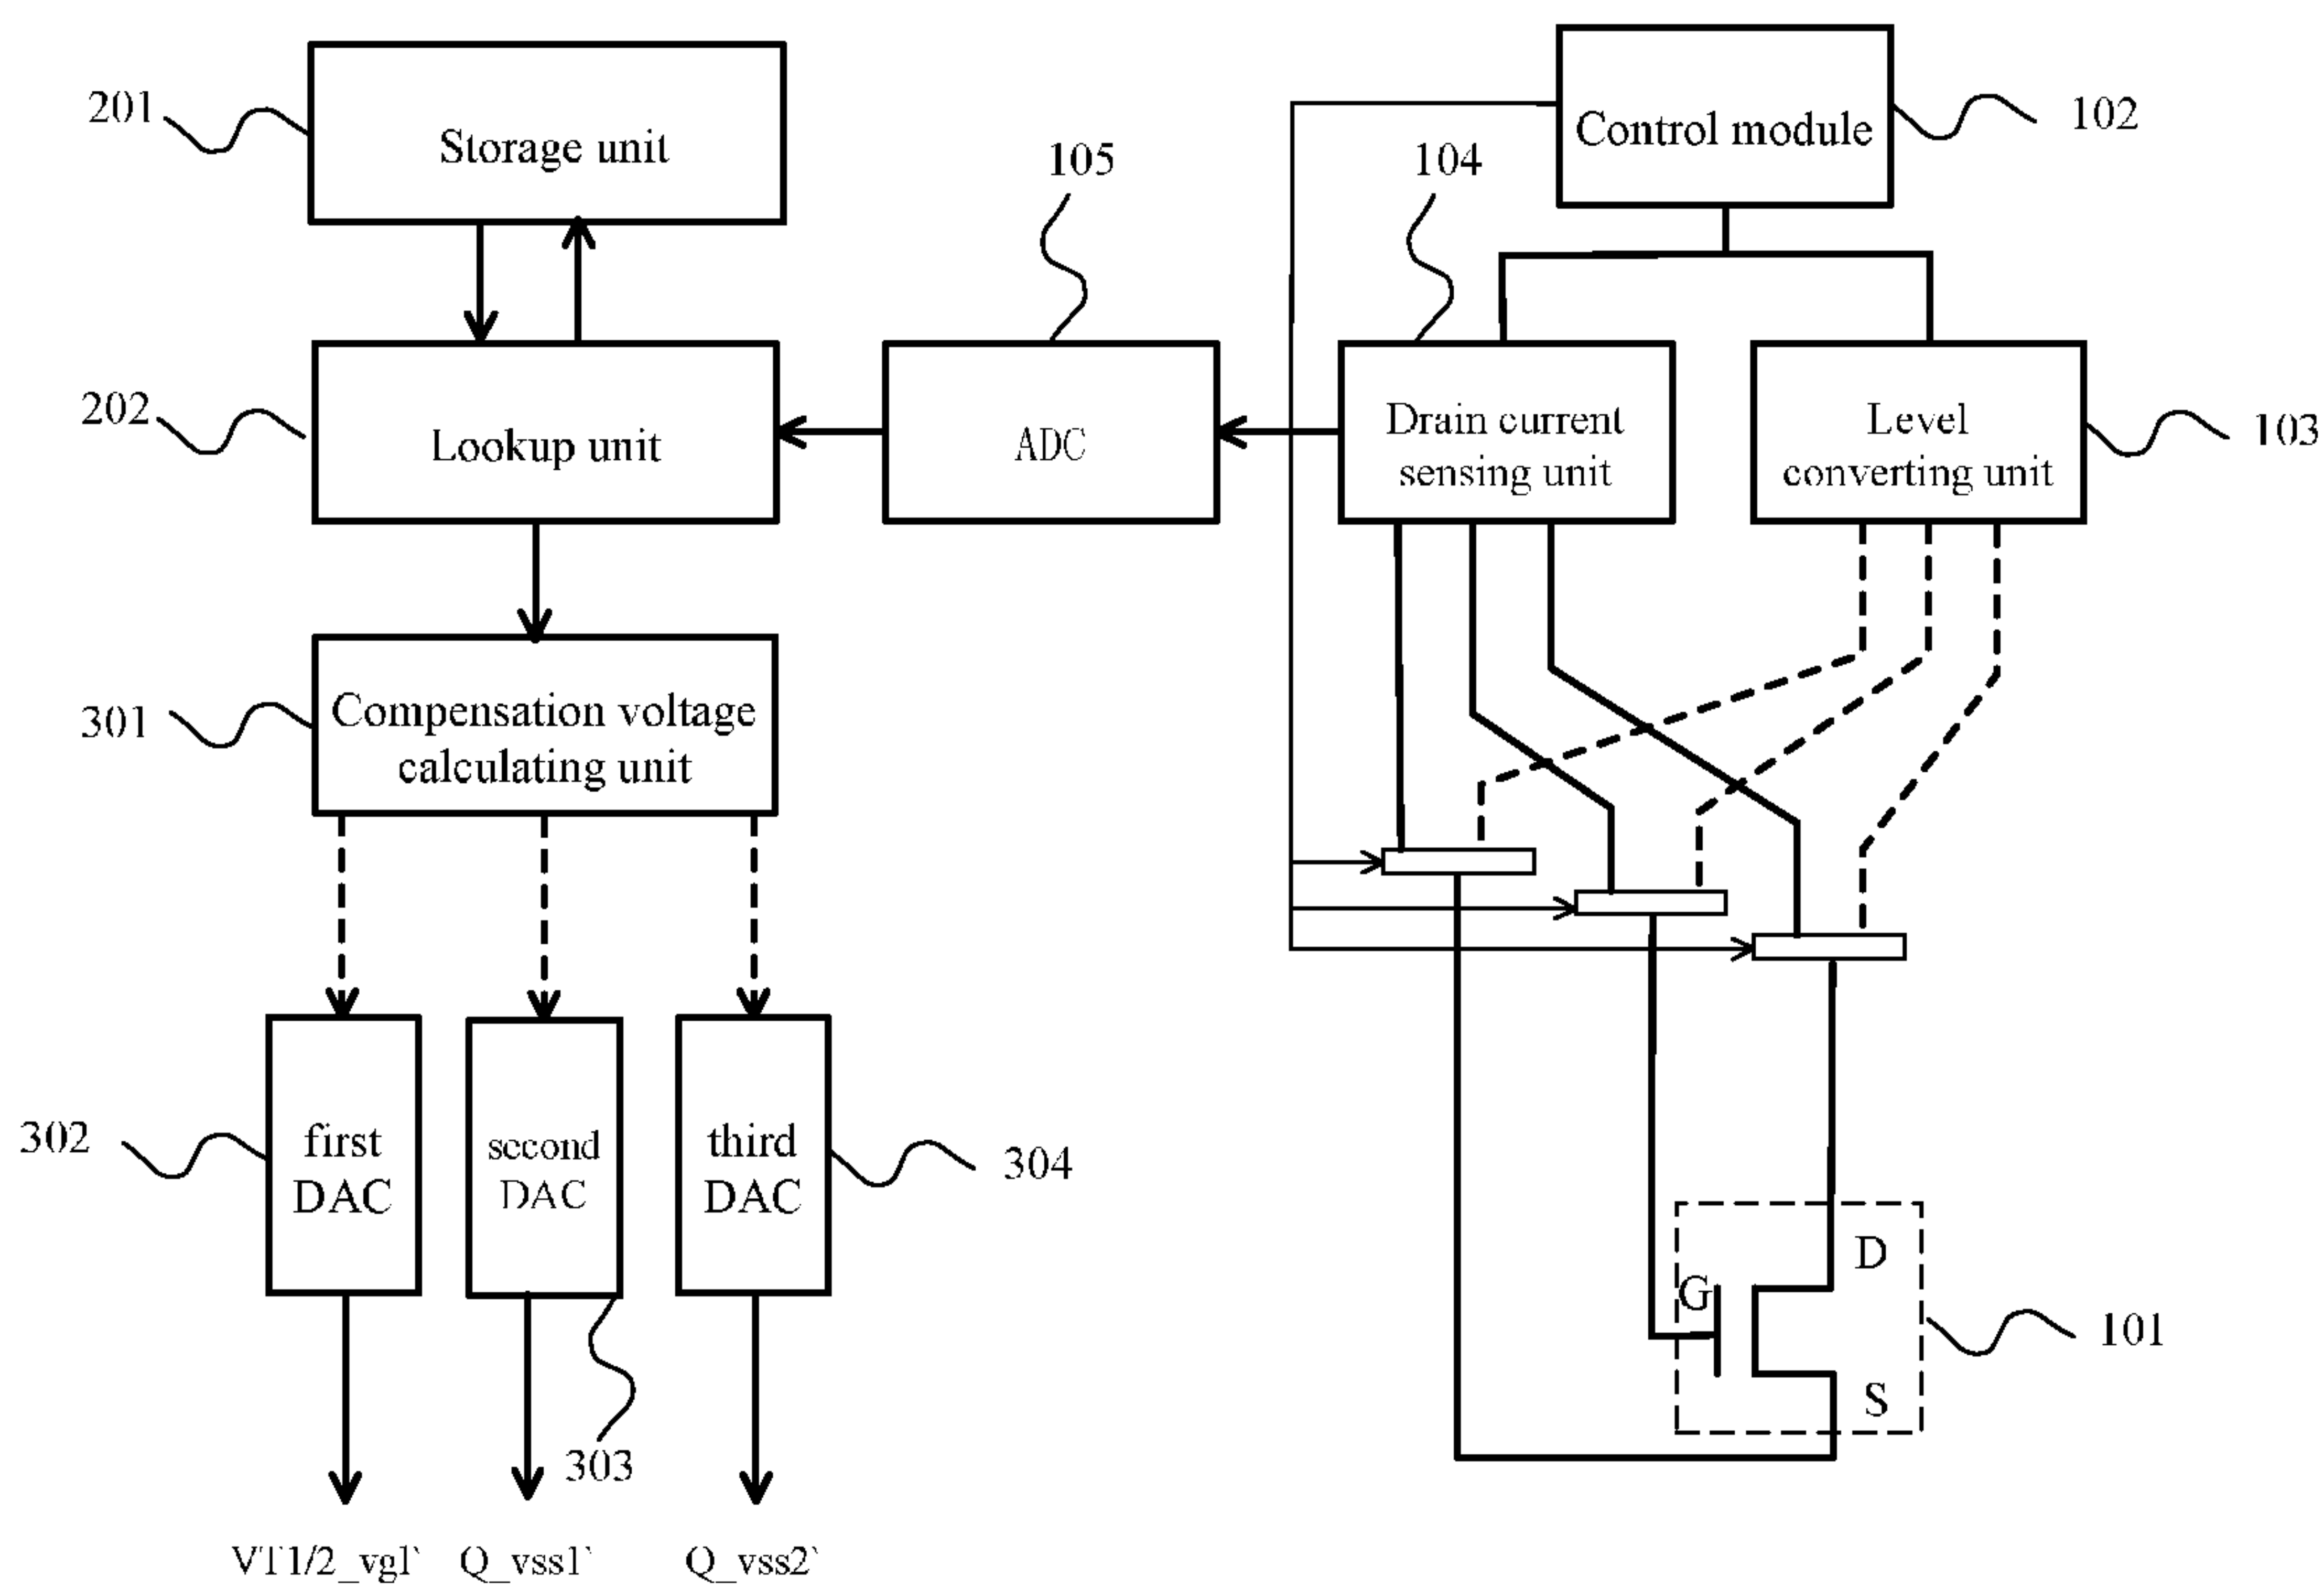 201
Storage unit
Control module
102
105
104
202
Lookup unit
ADC
Drain current
sensing unit
Level
converting unit
103
301
Compensation voltage
calculating unit
302
first
DAC
second
DAC
third
DAC
304
D
G
S
101
303
VT1/2_vgl`
Q_vss1`
Q_vss2`